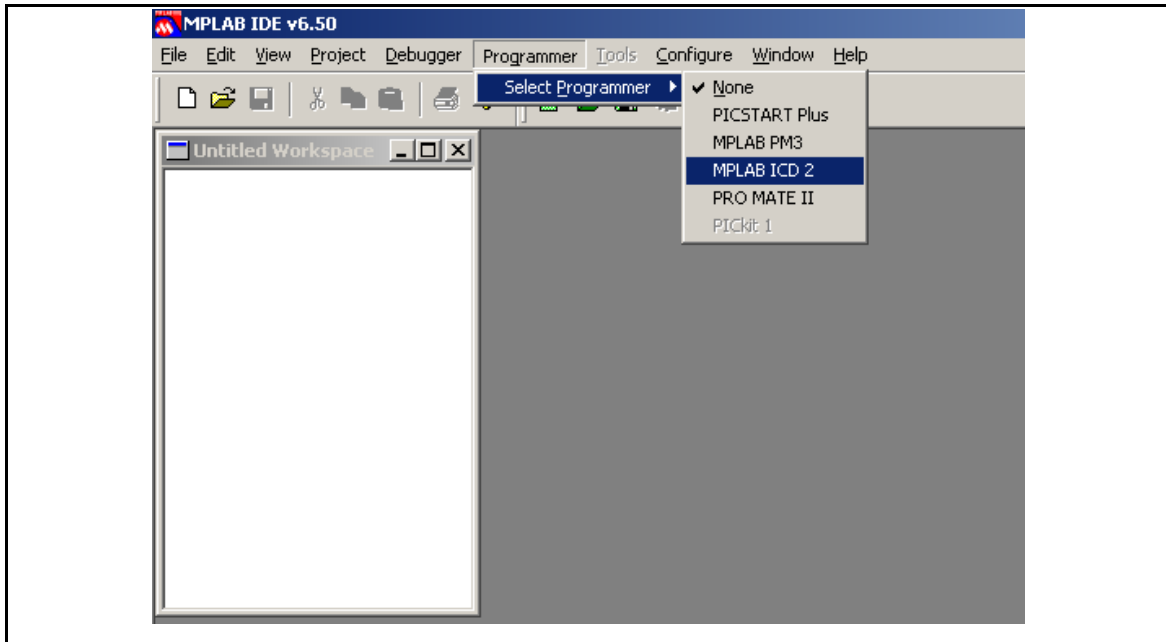 MPLAB IDE v6.50
File Edit View Project Debugger Programmer Tools Configure Window Help
Select Programmer
None
PICSTART Plus
Untitled Workspace
MPLAB PM3
MPLAB ICD 2
PRO MATE II
PICkit 1